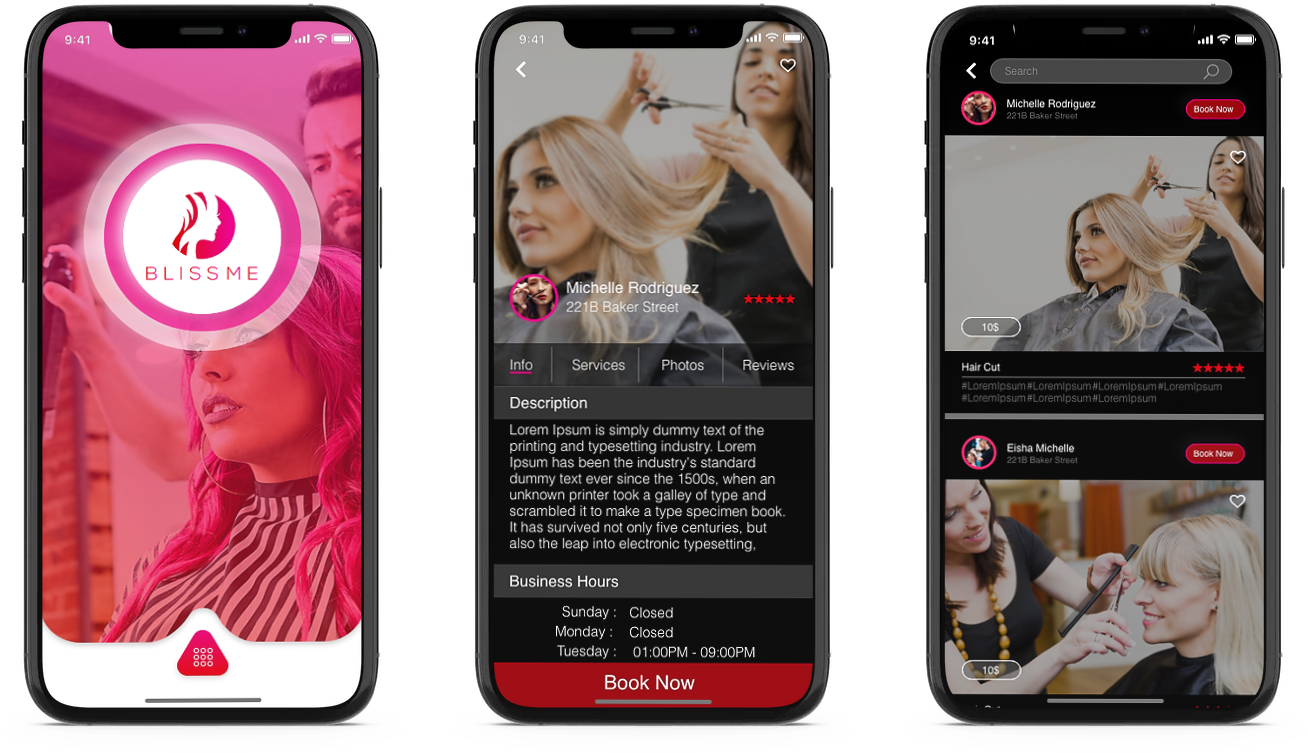 9:41
BLISSME
9:41
Michelle Rodriguez
221B Baker Street
Info
Services
Photos
Reviews
Description
Lorem Ipsum is simply dummy text of the
printing and typesetting industry. Lorem
Ipsum has been the industry's standard
dummy text ever since the 1500s, when an
unknown printer took a galley of type and
scrambled it to make a type specimen book.
It has survived not only five centuries, but
also the leap into electronic typesetting,
Business Hours
Sunday : Closed
Monday : Closed
Tuesday : 01:00PM - 09:00PM
Book Now
9:41
Search
Michelle Rodriguez
221B Baker Street
Book Now
10$
Hair Cut
#LoremIpsum#LoremIpsum#LoremIpsum#LoremIpsum
#LoremIpsum#LoremIpsum#LoremIpsum
Eisha Michelle
221B Baker Street
Book Now
10$